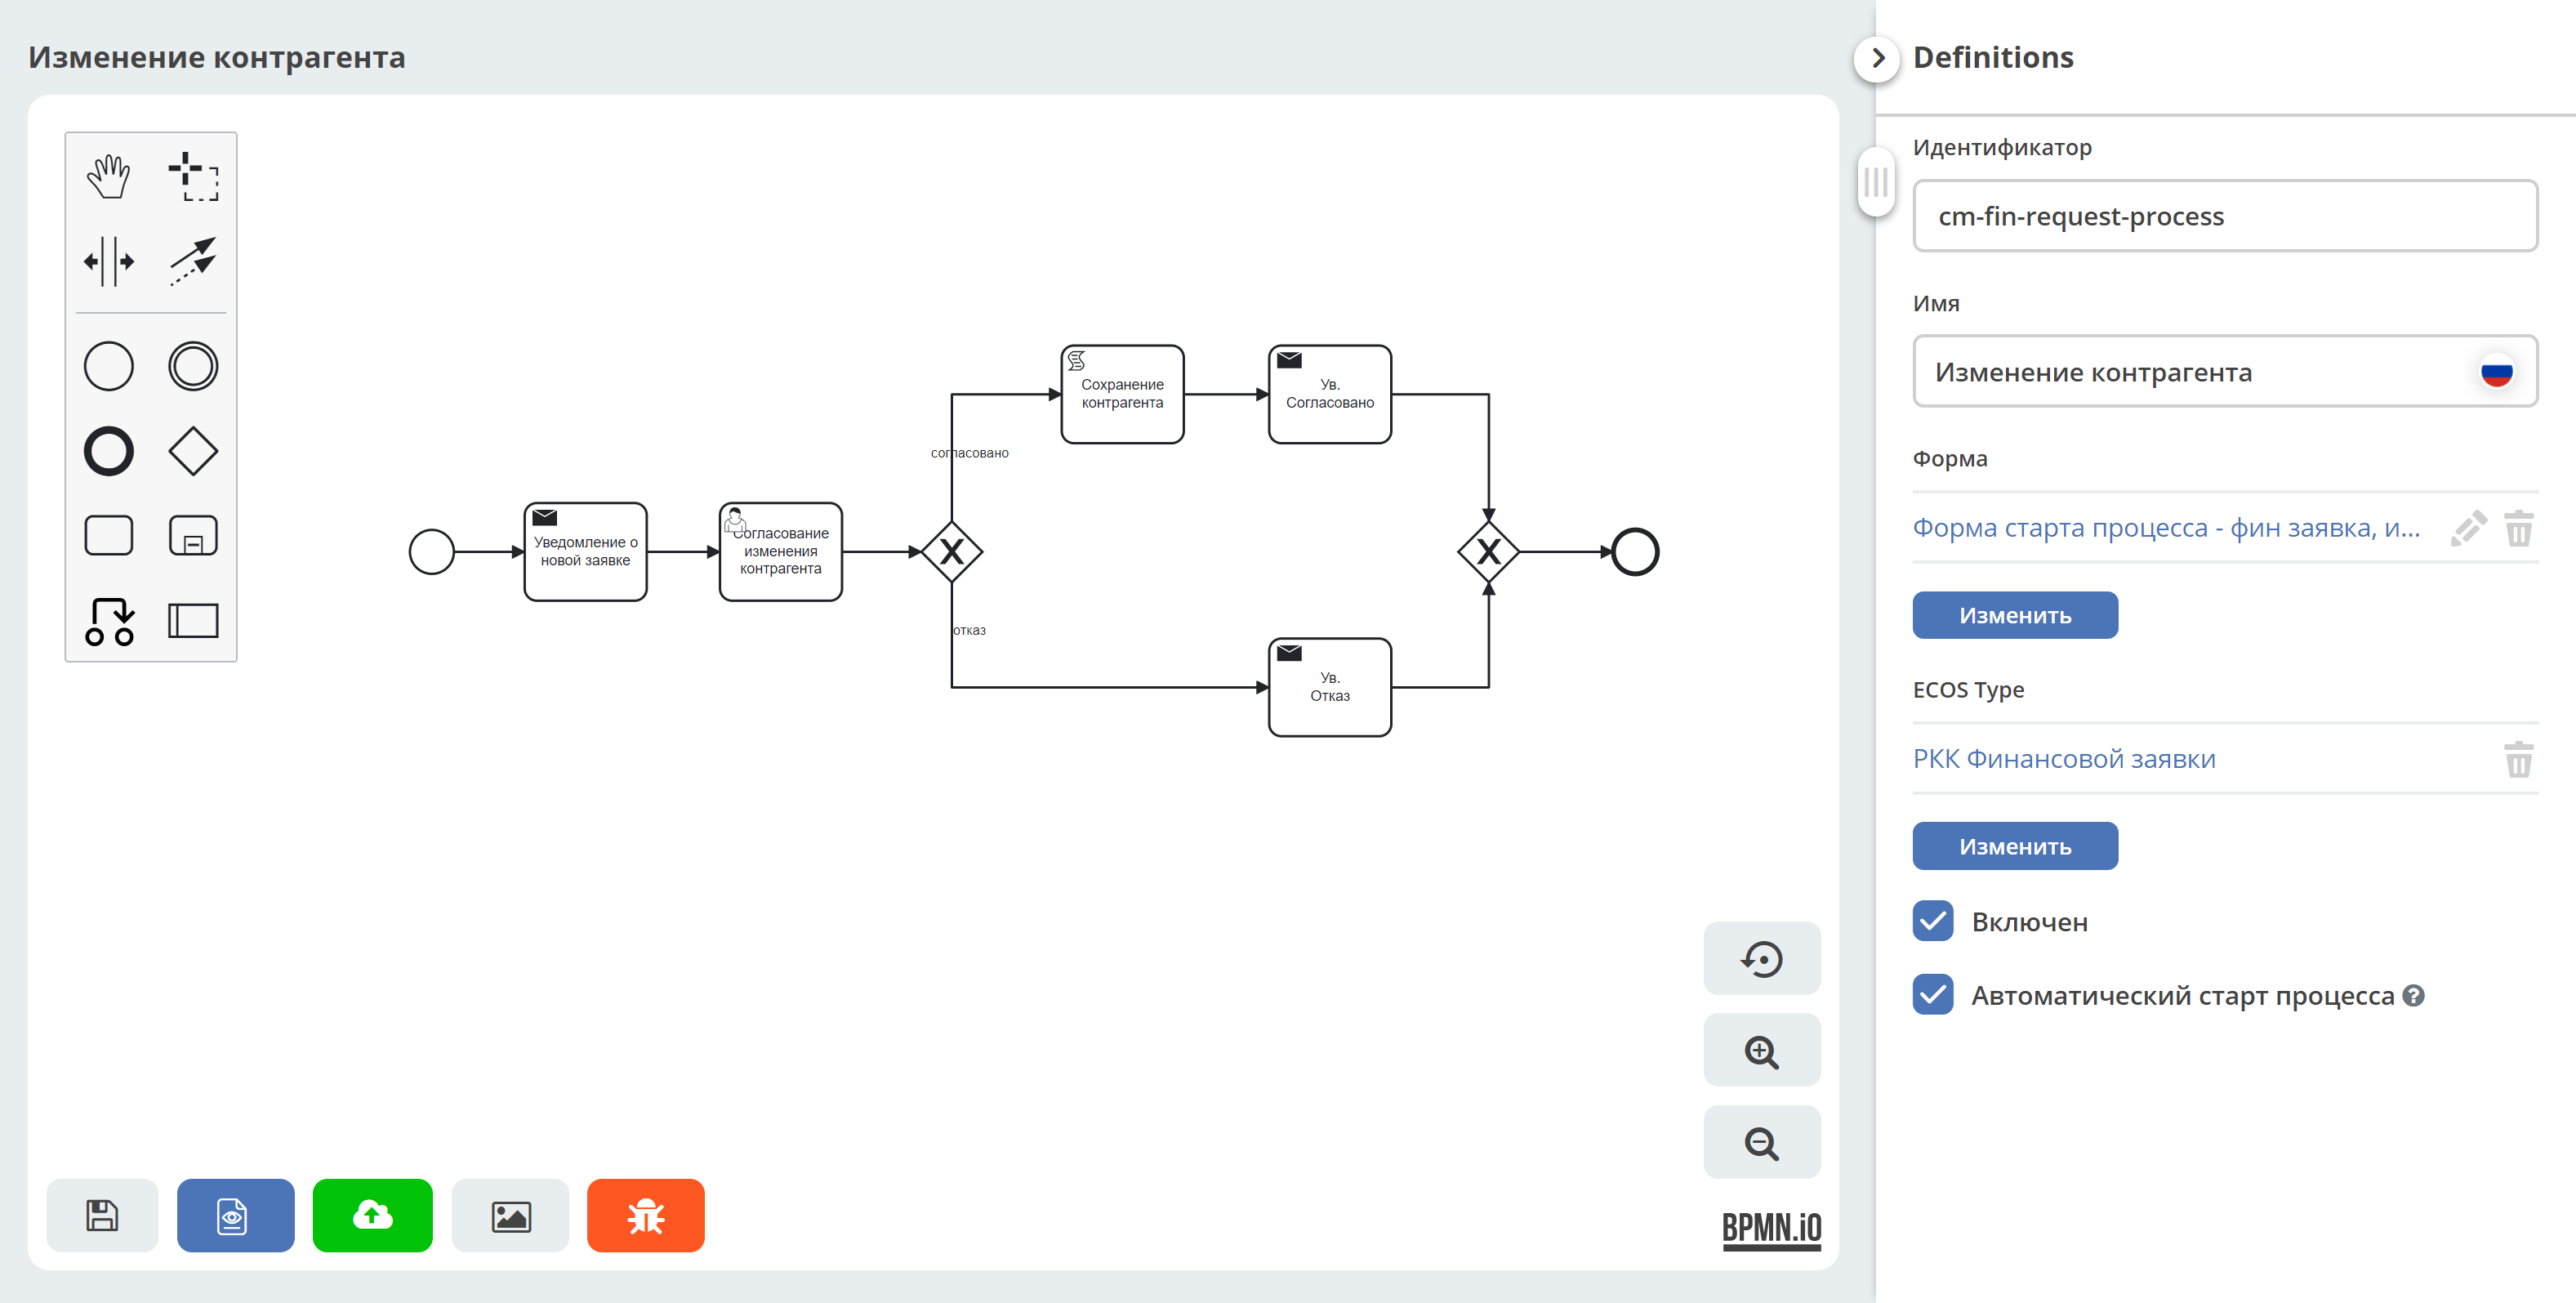 Изменение контрагента
Сохранение
контрагента
Ув.
Согласовано
согласовано
Уведомление о
новой заявке
Согласование
изменения
контрагента
отказ
Ув.
Отказ
BPMN.iO
Definitions
Идентификатор
cm-fin-request-process
Имя
Изменение контрагента
Форма
Форма старта процесса - фин заявка, и...
Изменить
ECOS Type
РКК Финансовой заявки
Изменить
Включен
Автоматический старт процесса